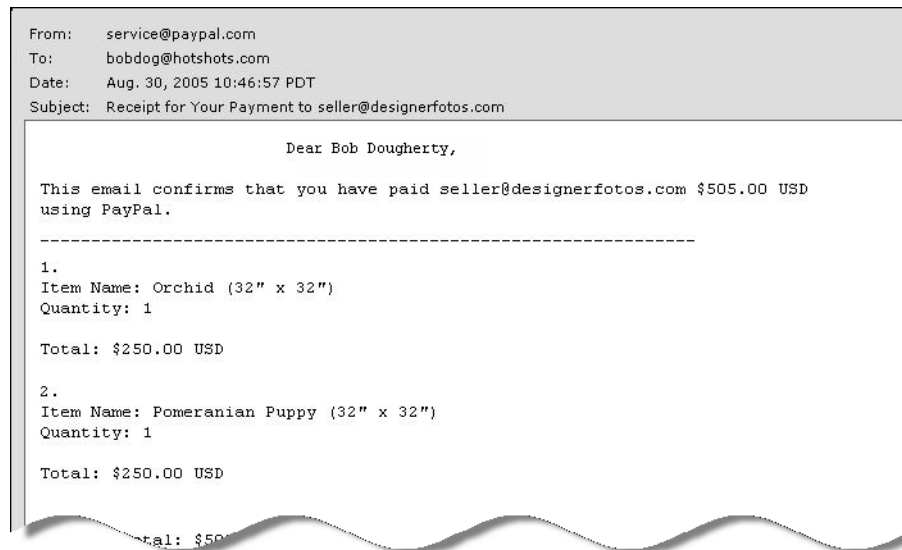 From: service@paypal.com
To: bobdog@hotshots.com
Date: Aug. 30, 2005 10:46:57 PDT
Subject: Receipt for Your Payment to seller@designerfotos.com
Dear Bob Dougherty,
This email confirms that you have paid seller@designerfotos.com $505.00 USD
using PayPal.
----------------------------------------------------------------
1.
Item Name: Orchid (32" x 32")
Quantity: 1
Total: $250.00 USD
2.
Item Name: Pomeranian Puppy (32" x 32")
Quantity: 1
Total: $250.00 USD